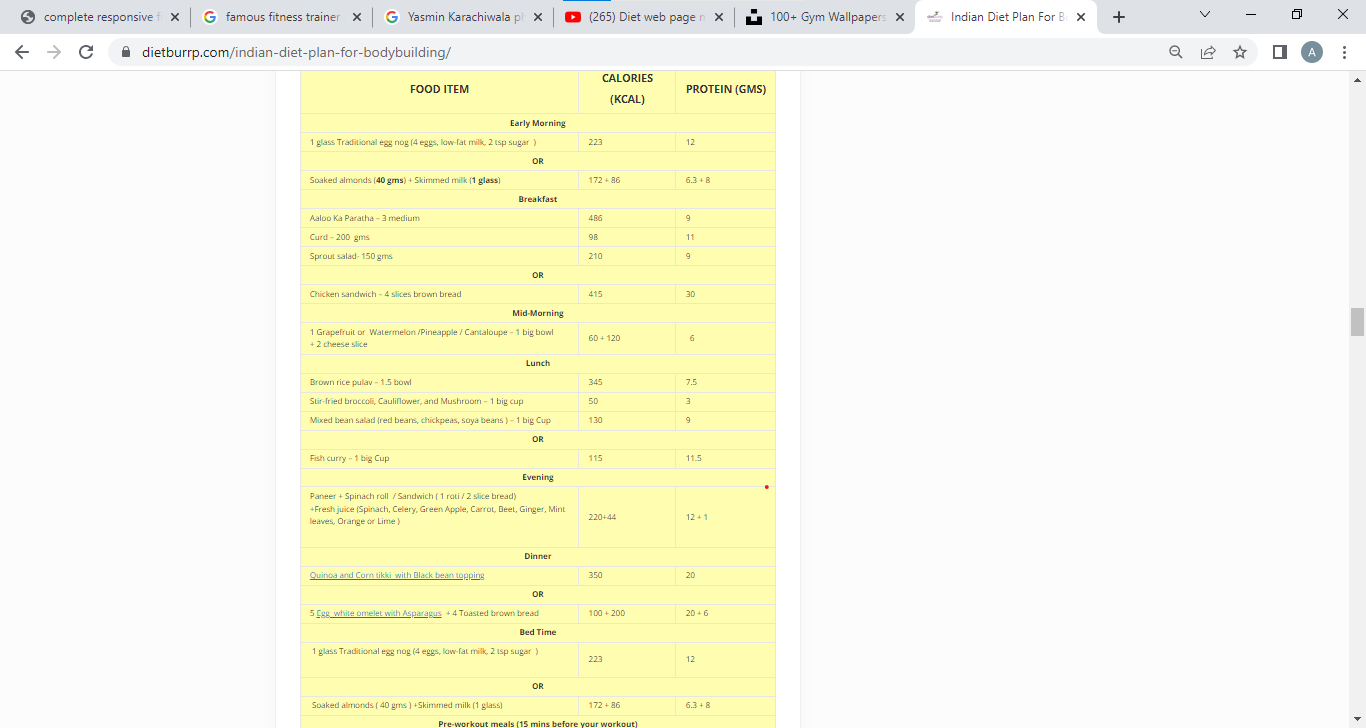 complete responsive f
famous fitness trainer
Yasmin Karachiwala ph
(265) Diet web page n
100+ Gym Wallpapers
Indian Diet Plan For B
dietburrp.com/indian-diet-plan-for-bodybuilding/
A
FOOD ITEM CALORIES (KCAL) PROTEIN (GMS)
Early Morning
1 glass Traditional egg nog (4 eggs, low-fat milk, 2 tsp sugar ) 223 12
OR
Soaked almonds (40 gms) + Skimmed milk (1 glass) 172 + 86 6.3 + 8
Breakfast
Aaloo Ka Paratha – 3 medium 486 9
Curd – 200 gms 98 11
Sprout salad- 150 gms 210 9
OR
Chicken sandwich – 4 slices brown bread 415 30
Mid-Morning
1 Grapefruit or Watermelon /Pineapple / Cantaloupe – 1 big bowl
+ 2 cheese slice 60 + 120 6
Lunch
Brown rice pulav – 1.5 bowl 345 7.5
Stir-fried broccoli, Cauliflower, and Mushroom – 1 big cup 50 3
Mixed bean salad (red beans, chickpeas, soya beans ) – 1 big Cup 130 9
OR
Fish curry – 1 big Cup 115 11.5
Evening
Paneer + Spinach roll / Sandwich ( 1 roti / 2 slice bread)
+Fresh juice (Spinach, Celery, Green Apple, Carrot, Beet, Ginger, Mint
leaves, Orange or Lime ) 220+44 12 + 1
Dinner
Quinoa and Corn tikki with Black bean topping 350 20
OR
5 Egg white omelet with Asparagus + 4 Toasted brown bread 100 + 200 20 + 6
Bed Time
1 glass Traditional egg nog (4 eggs, low-fat milk, 2 tsp sugar ) 223 12
OR
Soaked almonds ( 40 gms ) +Skimmed milk (1 glass) 172 + 86 6.3 + 8
Pre-workout meals (15 mins before your workout)